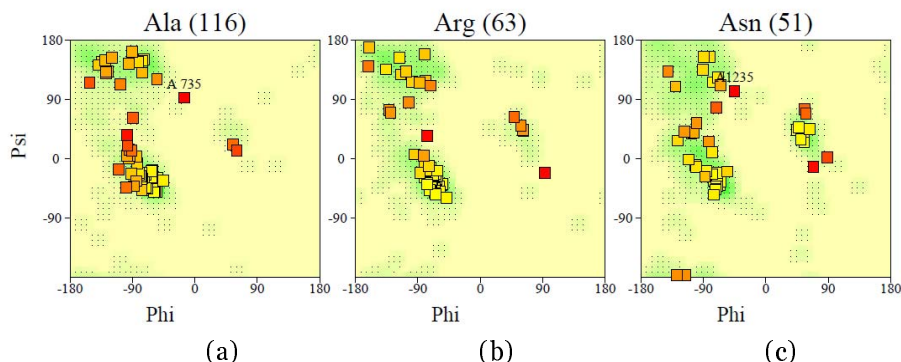 Ala (116) Arg (63) Asn (51)
180 180 180
A 735 A1235
90 90 90
Psi
0 0 0
-90 -90 -90
-180 -90 0 90 180 -180 -90 0 90 180 -180 -90 0 90 180
Phi Phi Phi
(a) (b) (c)